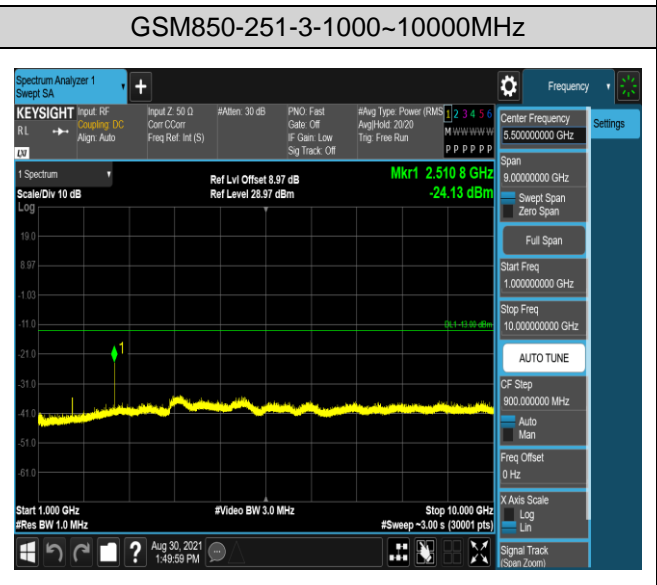 GSM850-251-3-1000~10000MHz
Spectrum Analyzer 1
Swept SA
+
Frequency
KEYSIGHT
RL
LXI
Input: RF
Coupling: DC
Align: Auto
Input Z: 50 Ω
Corr CCorr
Freq Ref: Int (S)
#Atten: 30 dB
PNO: Fast
Gate: Off
IF Gain: Low
Sig Track: Off
#Avg Type: Power (RMS
Avg|Hold: 20/20
Trig: Free Run
1 2 3 4 5 6
M W W W W W
P P P P P P
1 Spectrum
Scale/Div 10 dB
Log
Ref Lvl Offset 8.97 dB
Ref Level 28.97 dBm
Mkr1 2.510 8 GHz
-24.13 dBm
19.0
8.97
-1.03
-11.0
DL1 -13.00 dBm
1
-21.0
-31.0
-41.0
-51.0
-61.0
Start 1.000 GHz
#Video BW 3.0 MHz
Stop 10.000 GHz
#Res BW 1.0 MHz
#Sweep ~3.00 s (30001 pts)
?
Aug 30, 2021
1:49:59 PM
Center Frequency
5.500000000 GHz
Settings
Span
9.00000000 GHz
Swept Span
Zero Span
Full Span
Start Freq
1.000000000 GHz
Stop Freq
10.000000000 GHz
AUTO TUNE
CF Step
900.000000 MHz
Auto
Man
Freq Offset
0 Hz
X Axis Scale
Log
Lin
Signal Track
(Span Zoom)